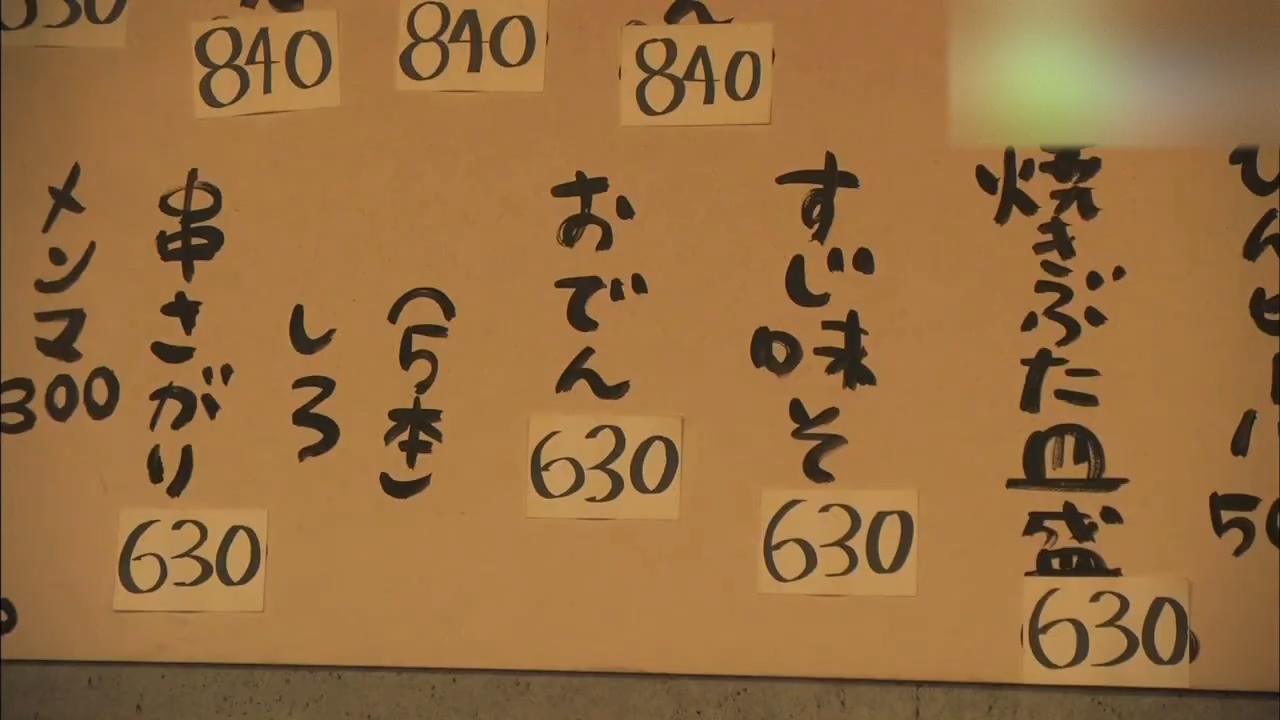 840
840
840
焼きぶた皿盛
630
すじ味そ
630
おでん
630
(5本)
しろ
串さがり
630
メンマ
300